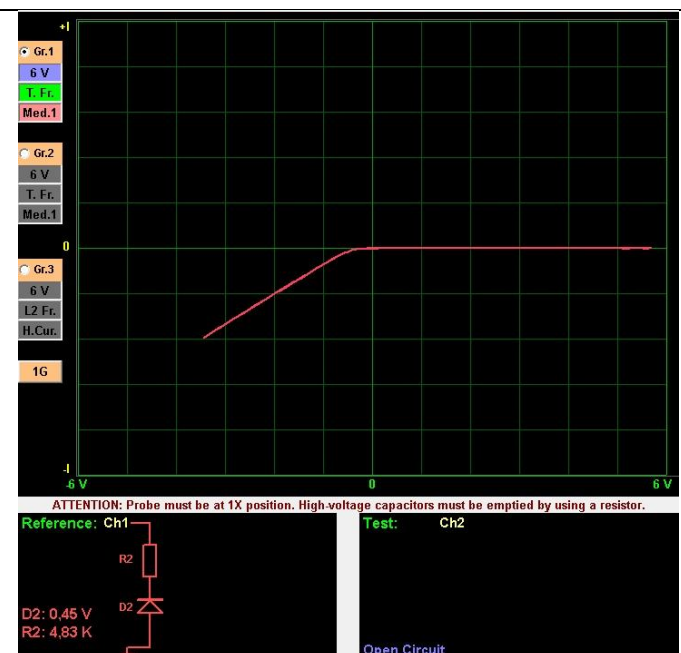 +I
Gr.1
6 V
T. Fr.
Med.1
Gr.2
6 V
T. Fr.
Med.1
0
Gr.3
6 V
L2 Fr.
H.Cur.
1G
-I
-6 V 0 6 V
ATTENTION: Probe must be at 1X position. High-voltage capacitors must be emptied by using a resistor.
Reference: Ch1
R2
D2
D2: 0,45 V
R2: 4,83 K
Test: Ch2
Open Circuit